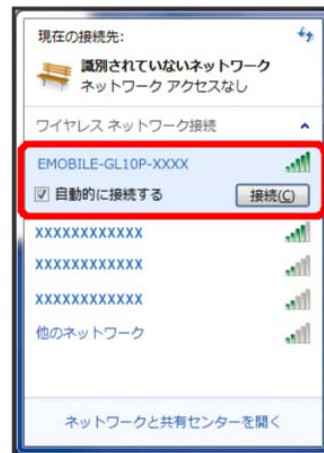 現在の接続先:
識別されていないネットワーク
ネットワーク アクセスなし
ワイヤレス ネットワーク接続
EMOBILE-GL10P-XXXX
自動的に接続する 接続(C)
XXXXXXXXXXXX
XXXXXXXXXXXX
XXXXXXXXXXXX
他のネットワーク
ネットワークと共有センターを開く